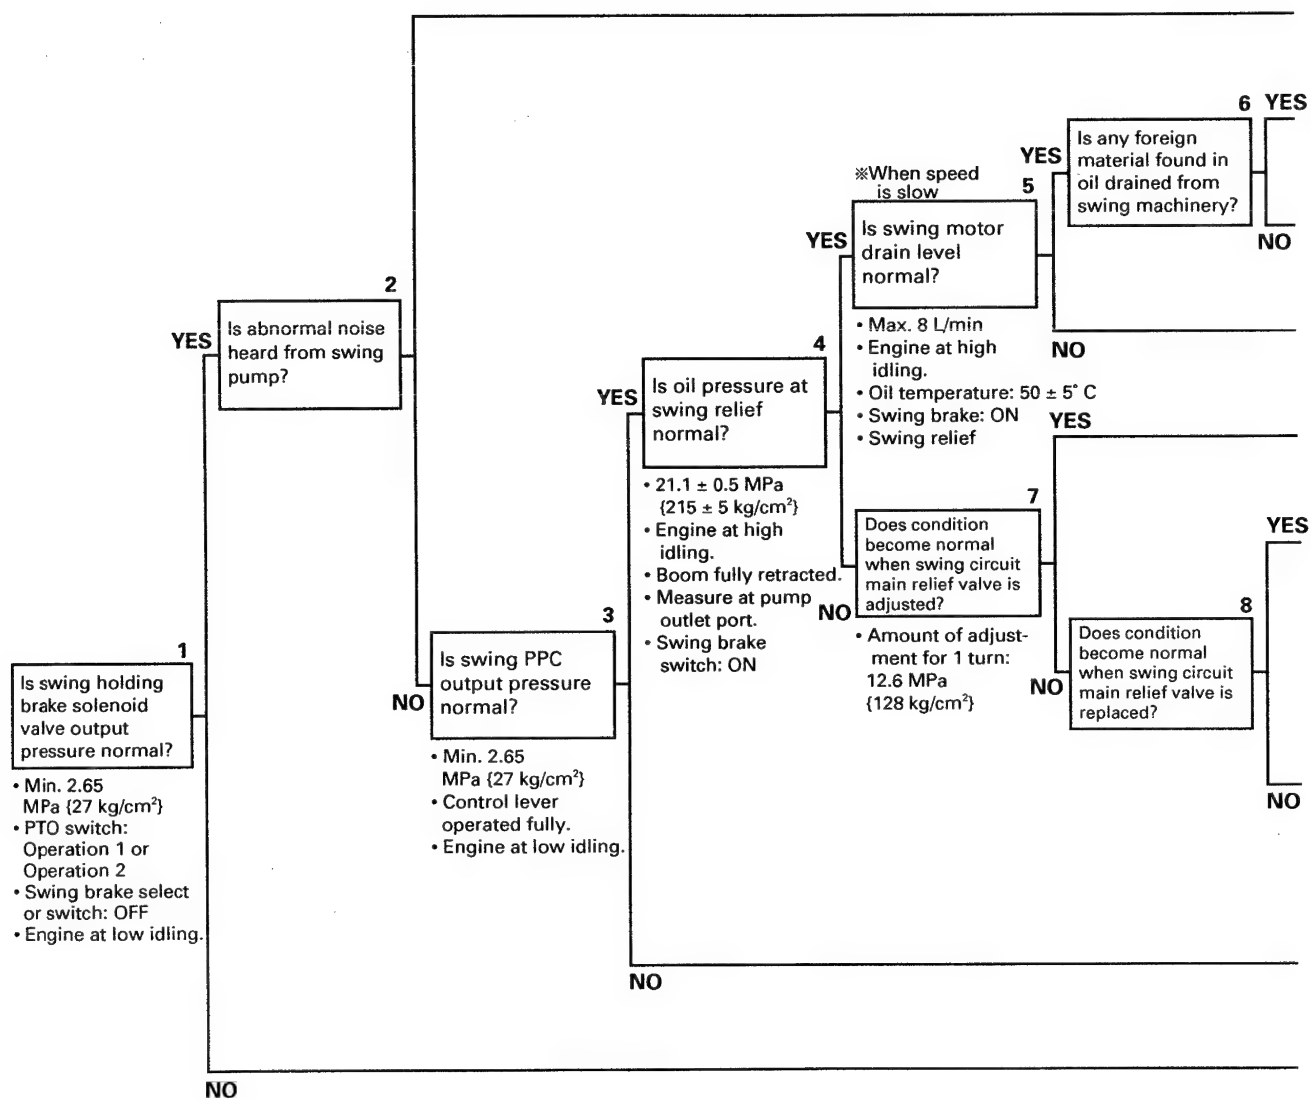 1
Is swing holding
brake solenoid
valve output
pressure normal?
• Min. 2.65
MPa {27 kg/cm²}
• PTO switch:
Operation 1 or
Operation 2
• Swing brake select
or switch: OFF
• Engine at low idling.
YES
NO
2
Is abnormal noise
heard from swing
pump?
NO
3
Is swing PPC
output pressure
normal?
• Min. 2.65
MPa {27 kg/cm²}
• Control lever
operated fully.
• Engine at low idling.
YES
NO
4
Is oil pressure at
swing relief
normal?
• 21.1 ± 0.5 MPa
{215 ± 5 kg/cm²}
• Engine at high
idling.
• Boom fully retracted.
• Measure at pump
outlet port.
• Swing brake
switch: ON
YES
NO
※When speed
is slow
5
Is swing motor
drain level
normal?
• Max. 8 L/min
• Engine at high
idling.
• Oil temperature: 50 ± 5° C
• Swing brake: ON
• Swing relief
YES
NO
6
Is any foreign
material found in
oil drained from
swing machinery?
YES
NO
7
Does condition
become normal
when swing circuit
main relief valve is
adjusted?
• Amount of adjust-
ment for 1 turn:
12.6 MPa
{128 kg/cm²}
YES
NO
8
Does condition
become normal
when swing circuit
main relief valve is
replaced?
YES
NO